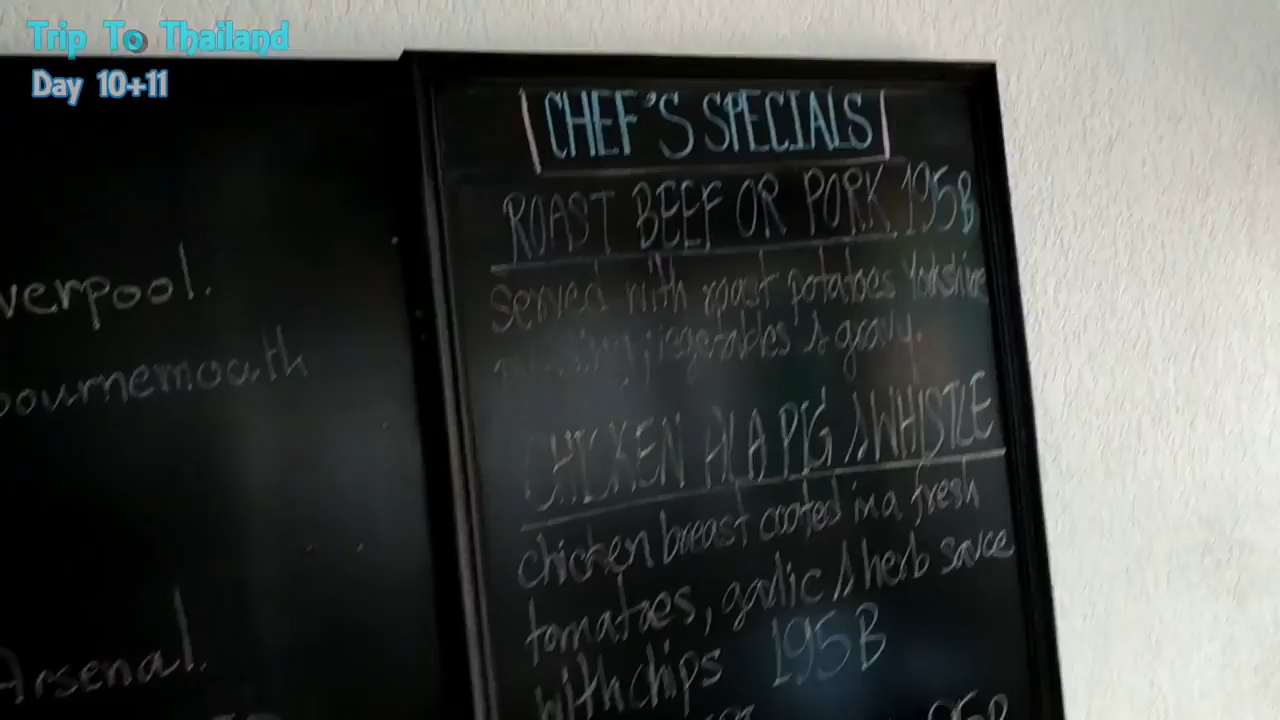 Trip To Thailand
Day 10+11
verpool.
bournemouth
Arsenal.
CHEF'S SPECIALS
ROAST BEEF OR PORK 195B
Served with roast potatoes Yorkshire
pudding, vegetables & gravy.
CHICKEN ALA PIG & WHISTLE
chicken breast coated in a fresh
tomatoes, garlic & herb sauce
with chips 195B